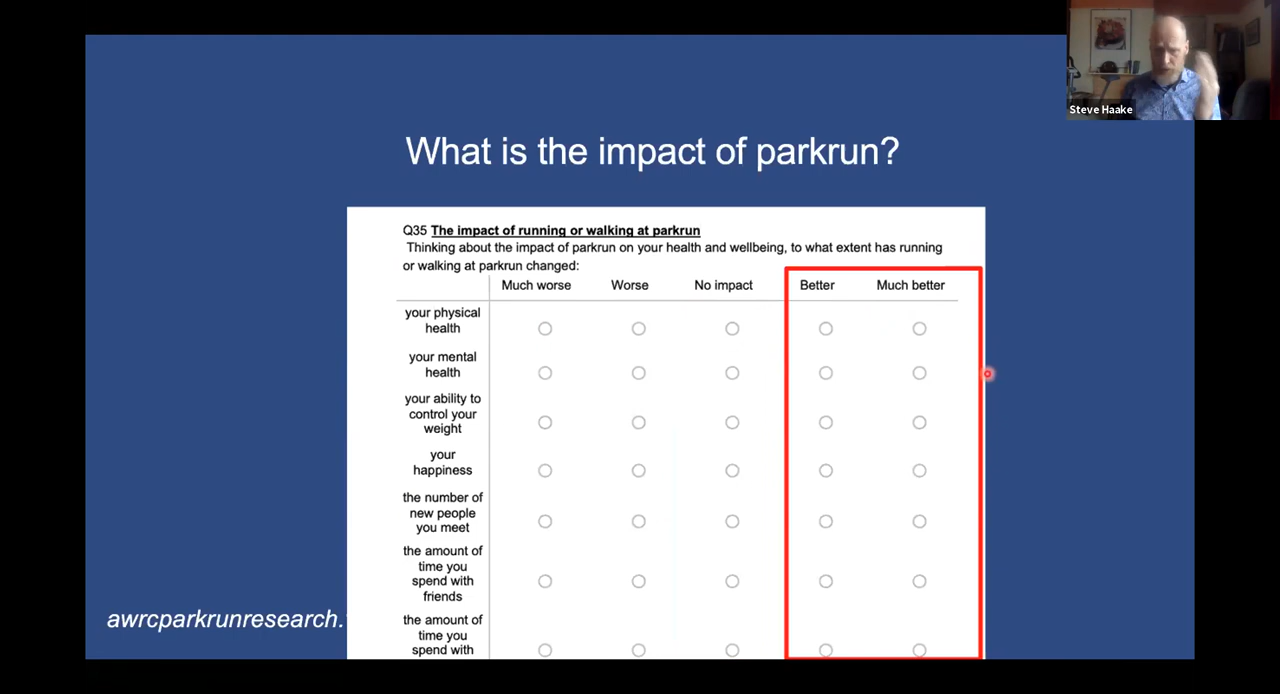 Steve Haake
What is the impact of parkrun?
Q35 The impact of running or walking at parkrun
Thinking about the impact of parkrun on your health and wellbeing, to what extent has running
or walking at parkrun changed:
Much worse Worse No impact Better Much better
your physical
health
your mental
health
your ability to
control your
weight
your
happiness
the number of
new people
you meet
the amount of
time you
spend with
friends
the amount of
time you
spend with
awrcparkrunresearch.